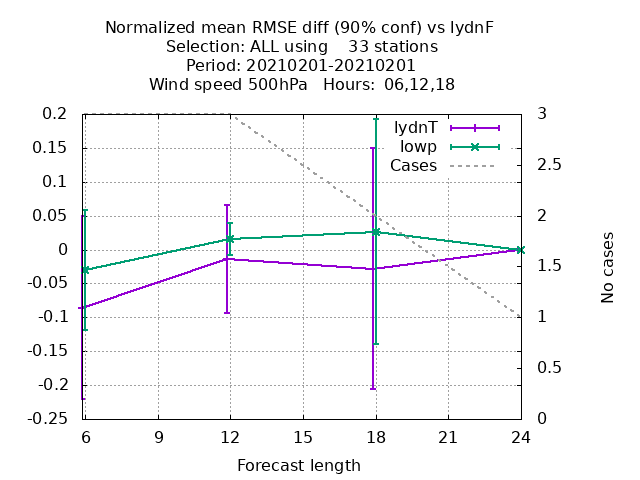 Normalized mean RMSE diff (90% conf) vs lydnF
Selection: ALL using 33 stations
Period: 20210201-20210201
Wind speed 500hPa Hours: 06,12,18
0.2
0.15
0.1
0.05
0
-0.05
-0.1
-0.15
-0.2
-0.25
lydnT
lowp
Cases
3
2.5
2
1.5
1
0.5
0
No cases
6 9 12 15 18 21 24
Forecast length